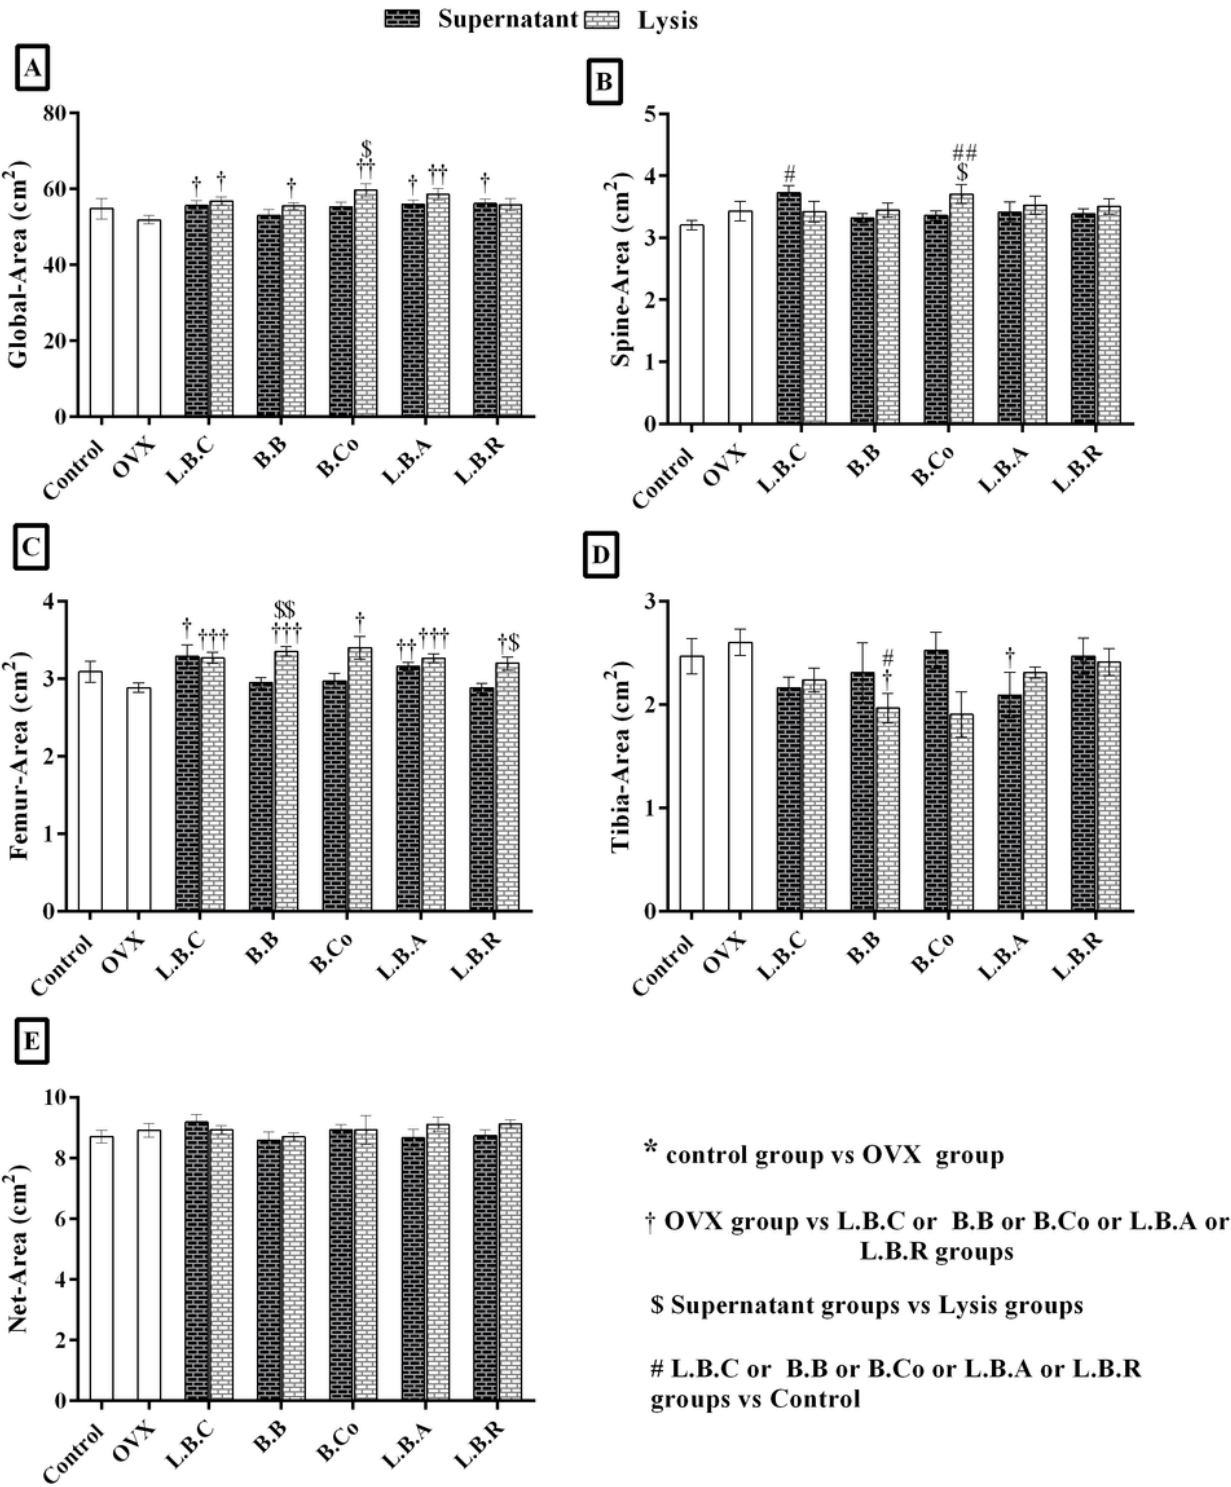 Supernatant Lysis
A
Global-Area (cm2)
80
60
40
20
0
† † † $ †† † †† †
Control OVX L.B.C B.B B.Co L.B.A L.B.R
B
Spine-Area (cm2)
5
4
3
2
1
0
# ## $
Control OVX L.B.C B.B B.Co L.B.A L.B.R
C
Femur-Area (cm2)
4
3
2
1
0
† ††† $$ ††† † †† ††† †$
Control OVX L.B.C B.B B.Co L.B.A L.B.R
D
Tibia-Area (cm2)
3
2
1
0
# † †
Control OVX L.B.C B.B B.Co L.B.A L.B.R
E
Net-Area (cm2)
10
8
6
4
2
0
Control OVX L.B.C B.B B.Co L.B.A L.B.R
* control group vs OVX group
† OVX group vs L.B.C or B.B or B.Co or L.B.A or
L.B.R groups
$ Supernatant groups vs Lysis groups
# L.B.C or B.B or B.Co or L.B.A or L.B.R
groups vs Control